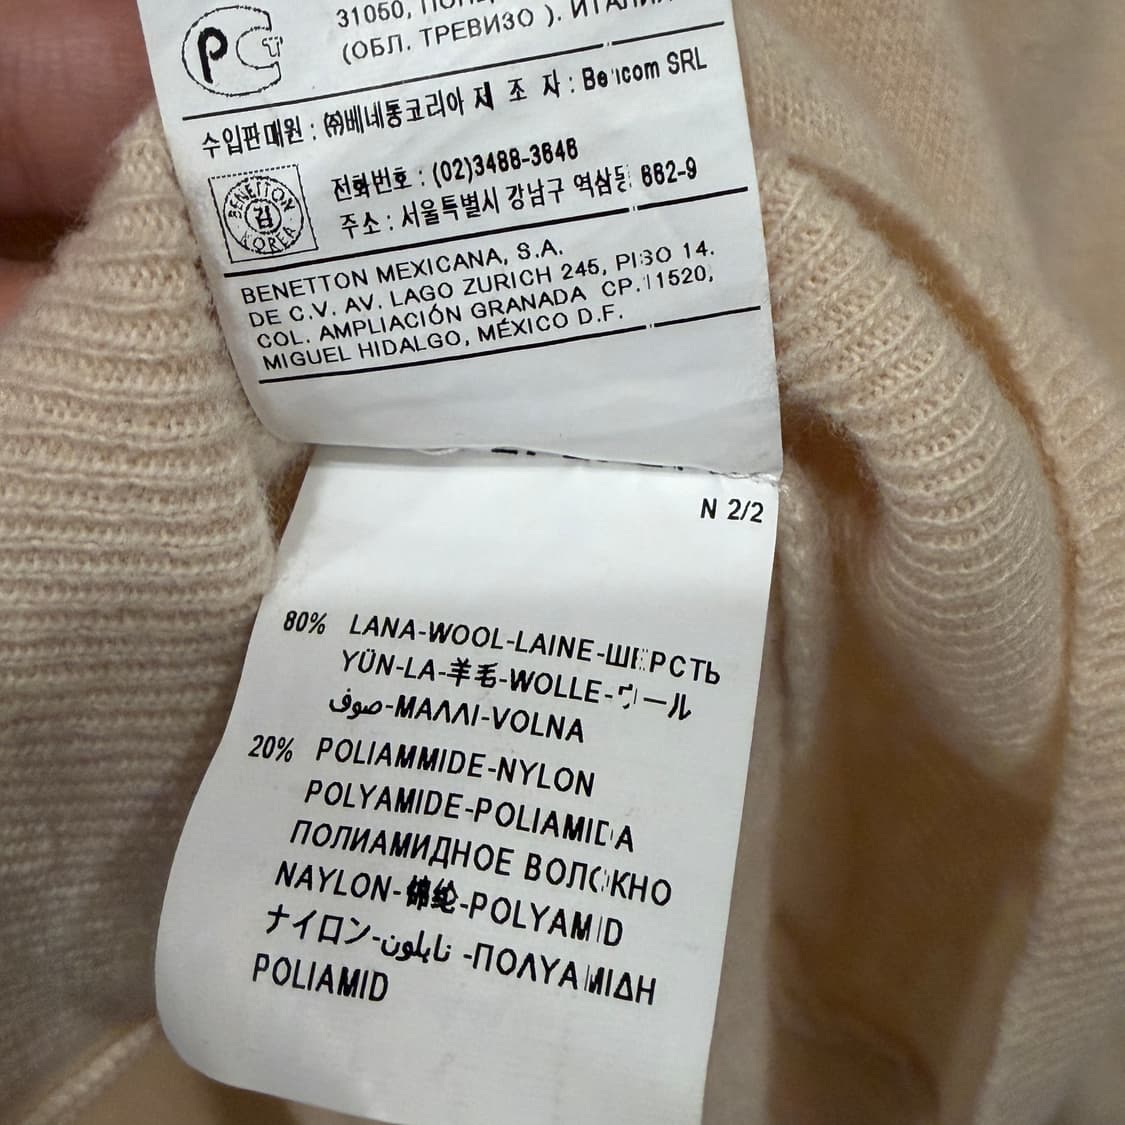 31050,
(ОБЛ. ТРЕВИЗО ). ИТАЛИЯ
수입판매원 : ㈜베네통코리아 제 조 자 : Bencom SRL
BENETTON
김
KOREA
전화번호 : (02)3488-3648
주소 : 서울특별시 강남구 역삼동 662-9
BENETTON MEXICANA, S.A.
DE C.V. AV. LAGO ZURICH 245, PISO 14.
COL. AMPLIACIÓN GRANADA CP.11520,
MIGUEL HIDALGO, MÉXICO D.F.
N 2/2
80% LANA-WOOL-LAINE-ШЕРСТЬ
YÜN-LA-羊毛-WOLLE-ウール
صوف-ΜΑΛΛΙ-VOLNA
20% POLIAMMIDE-NYLON
POLYAMIDE-POLIAMIDA
ПОЛИАМИДНОЕ ВОЛОКНО
NAYLON-锦纶-POLYAMID
ナイロン-نايلون-ΠΟΛΥΑΜΙΔΗ
POLIAMID